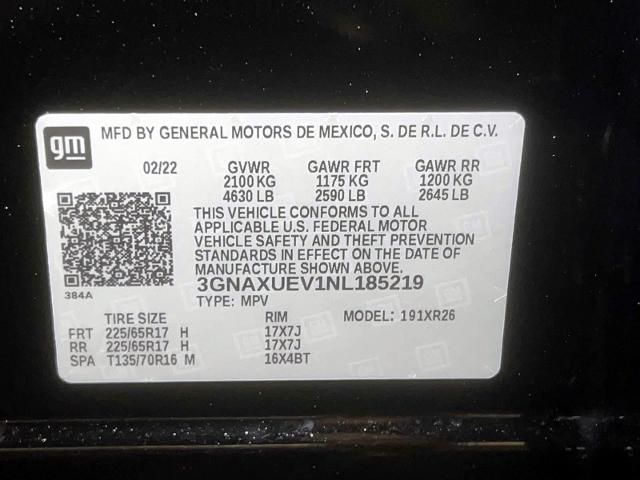 gm MFD BY GENERAL MOTORS DE MEXICO, S. DE R.L. DE C.V.
02/22 GVWR GAWR FRT GAWR RR
2100 KG 1175 KG 1200 KG
4630 LB 2590 LB 2645 LB
THIS VEHICLE CONFORMS TO ALL
APPLICABLE U.S. FEDERAL MOTOR
VEHICLE SAFETY AND THEFT PREVENTION
STANDARDS IN EFFECT ON THE DATE OF
MANUFACTURE SHOWN ABOVE.
384A
3GNAXUEV1NL185219
TYPE: MPV
TIRE SIZE RIM MODEL: 191XR26
FRT 225/65R17 H 17X7J
RR 225/65R17 H 17X7J
SPA T135/70R16 M 16X4BT